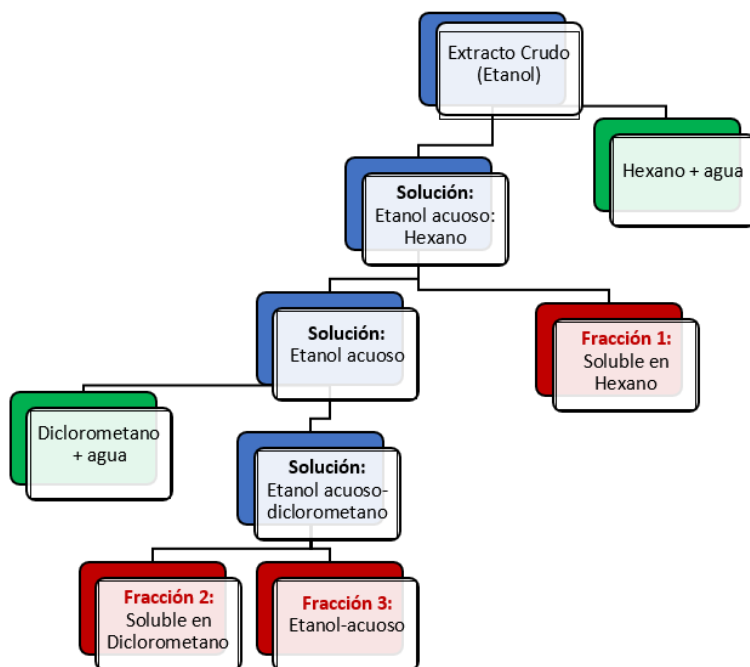 Extracto Crudo
(Etanol)
Hexano + agua
Solución:
Etanol acuoso:
Hexano
Solución:
Etanol acuoso
Fracción 1:
Soluble en
Hexano
Diclorometano
+ agua
Solución:
Etanol acuoso-
diclorometano
Fracción 2:
Soluble en
Diclorometano
Fracción 3:
Etanol-acuoso